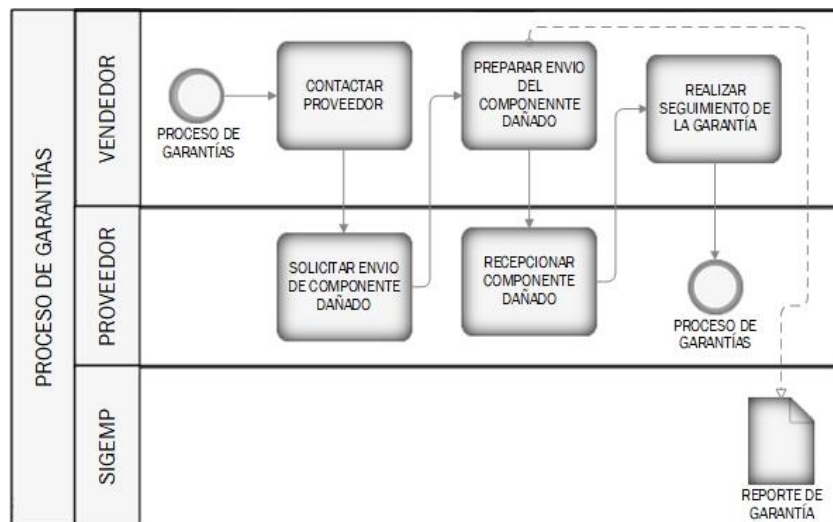 PROCESO DE GARANTÍAS
VENDEDOR
PROCESO DE
GARANTÍAS
CONTACTAR
PROVEEDOR
PREPARAR ENVIO
DEL
COMPONENNTE
DAÑADO
REALIZAR
SEGUIMIENTO DE
LA GARANTÍA
PROVEEDOR
SOLICITAR ENVIO
DE COMPONENTE
DAÑADO
RECEPCIONAR
COMPONENTE
DAÑADO
PROCESO DE
GARANTÍAS
SIGEMP
REPORTE DE
GARANTÍA